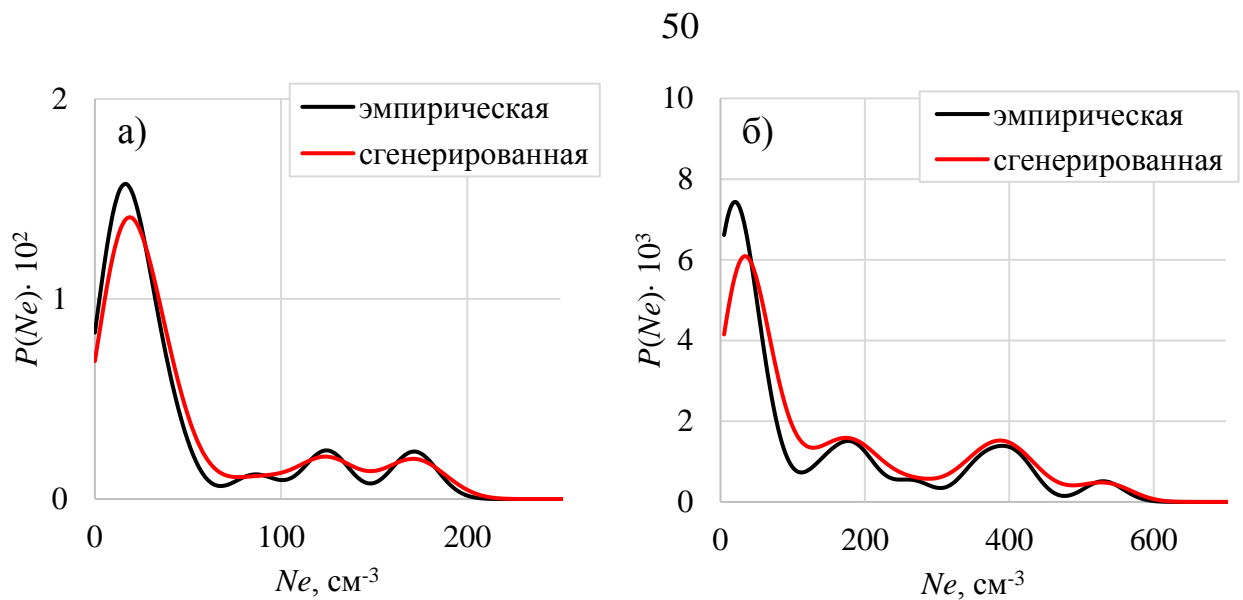 50
а)
эмпирическая
сгенерированная
P(Ne)· 10²
2
1
0
0 100 200
Ne, см⁻³
б)
эмпирическая
сгенерированная
P(Ne)· 10³
10
8
6
4
2
0
0 200 400 600
Ne, см⁻³